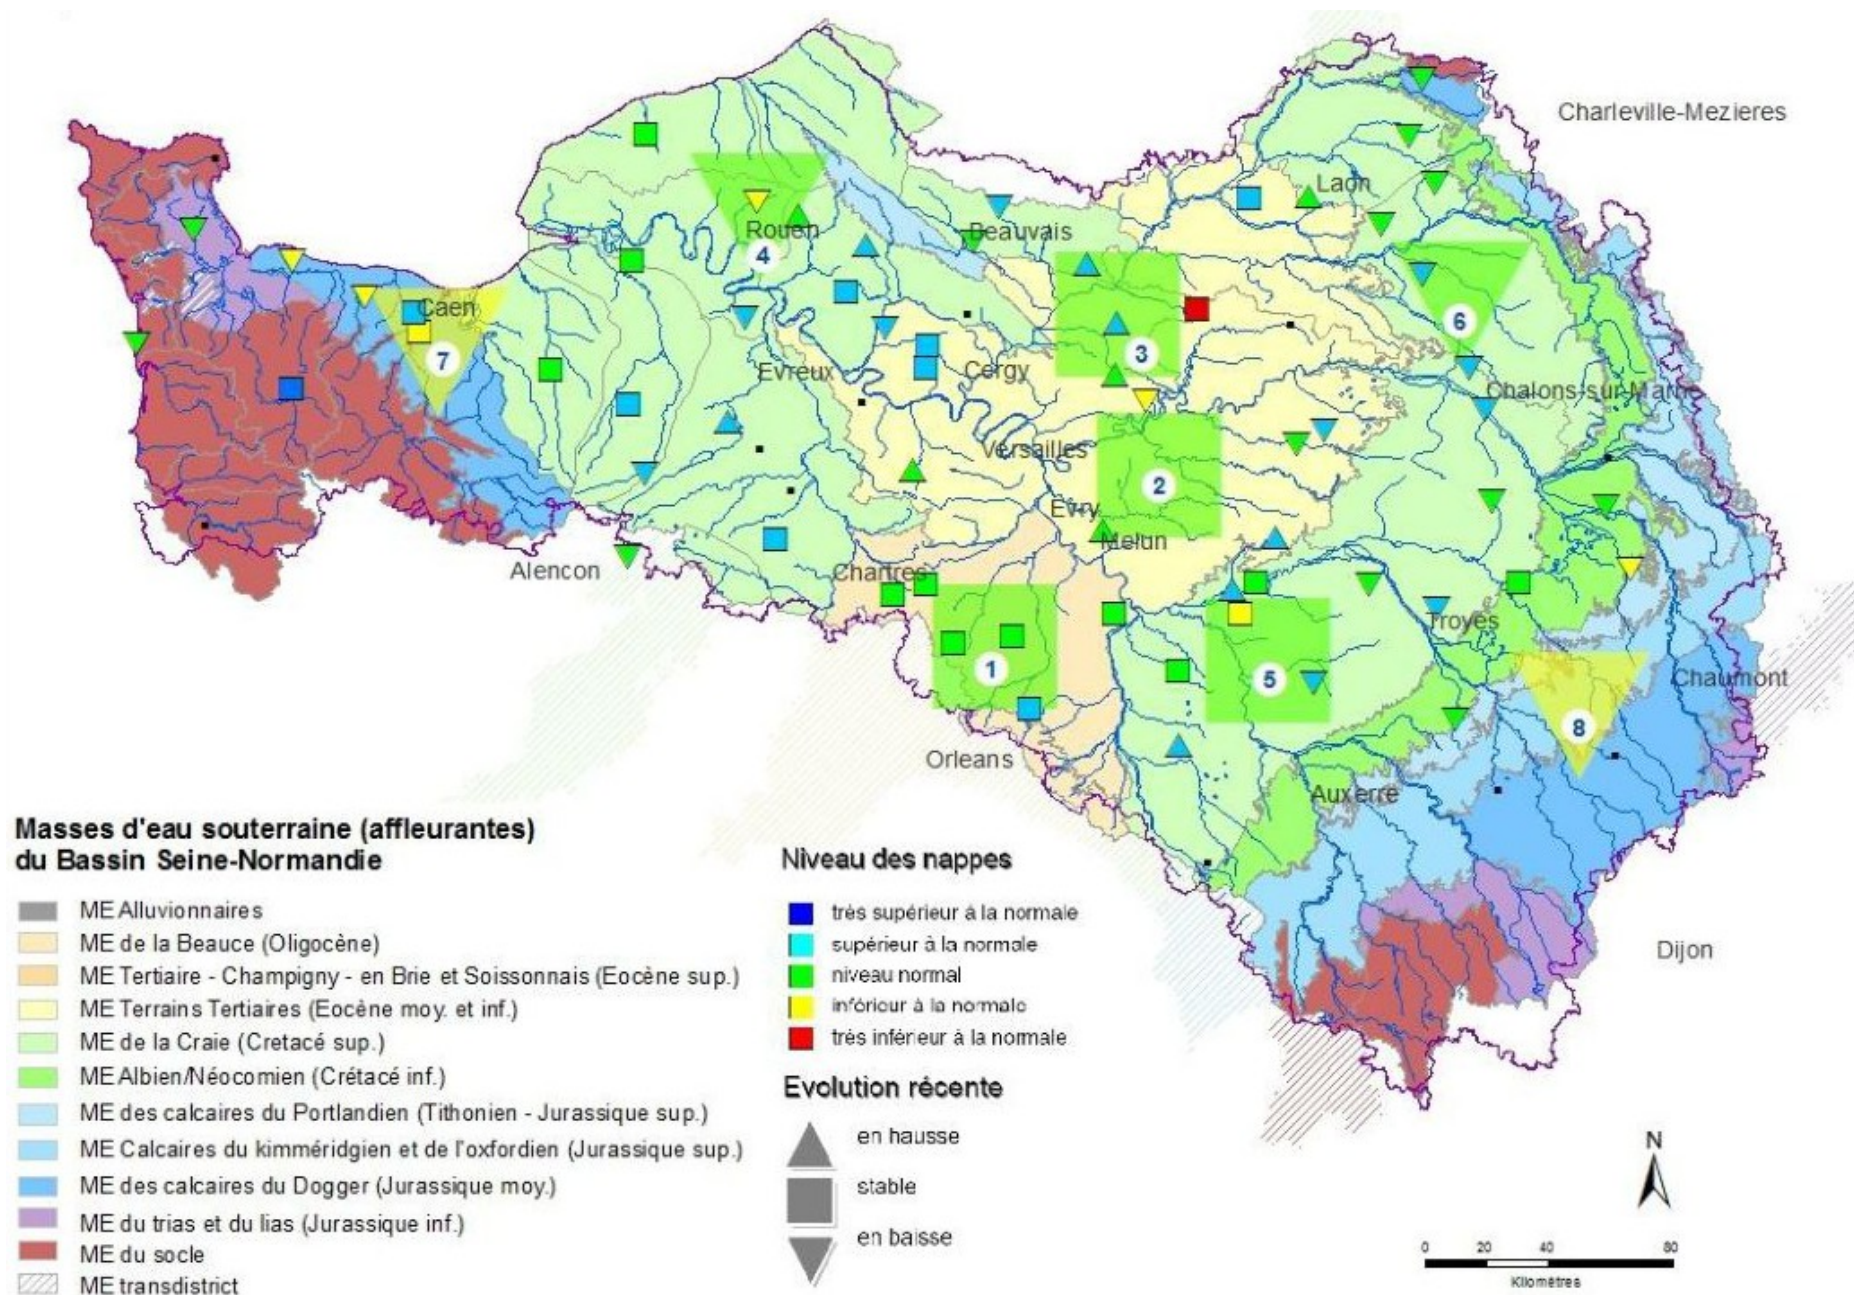 Charleville-Mezieres
Laon
Rouen
Beauvais
4
Caen
7
6
3
Evreux
Cergy
Chalons-sur-Marne
Versailles
2
Evry
Melun
Alencon
Chartres
Troyes
1
5
Chaumont
8
Orleans
Auxerre
Dijon
Masses d'eau souterraine (affleurantes)
du Bassin Seine-Normandie
ME Alluvionnaires
ME de la Beauce (Oligocène)
ME Tertiaire - Champigny - en Brie et Soissonnais (Eocène sup.)
ME Terrains Tertiaires (Eocène moy. et inf.)
ME de la Craie (Cretacé sup.)
ME Albien/Néocomien (Crétacé inf.)
ME des calcaires du Portlandien (Tithonien - Jurassique sup.)
ME Calcaires du kimméridgien et de l'oxfordien (Jurassique sup.)
ME des calcaires du Dogger (Jurassique moy.)
ME du trias et du lias (Jurassique inf.)
ME du socle
ME transdistrict
Niveau des nappes
très supérieur à la normale
supérieur à la normale
niveau normal
inférieur à la normale
très inférieur à la normale
Evolution récente
en hausse
stable
en baisse
N
0 20 40 80
Kilomètres